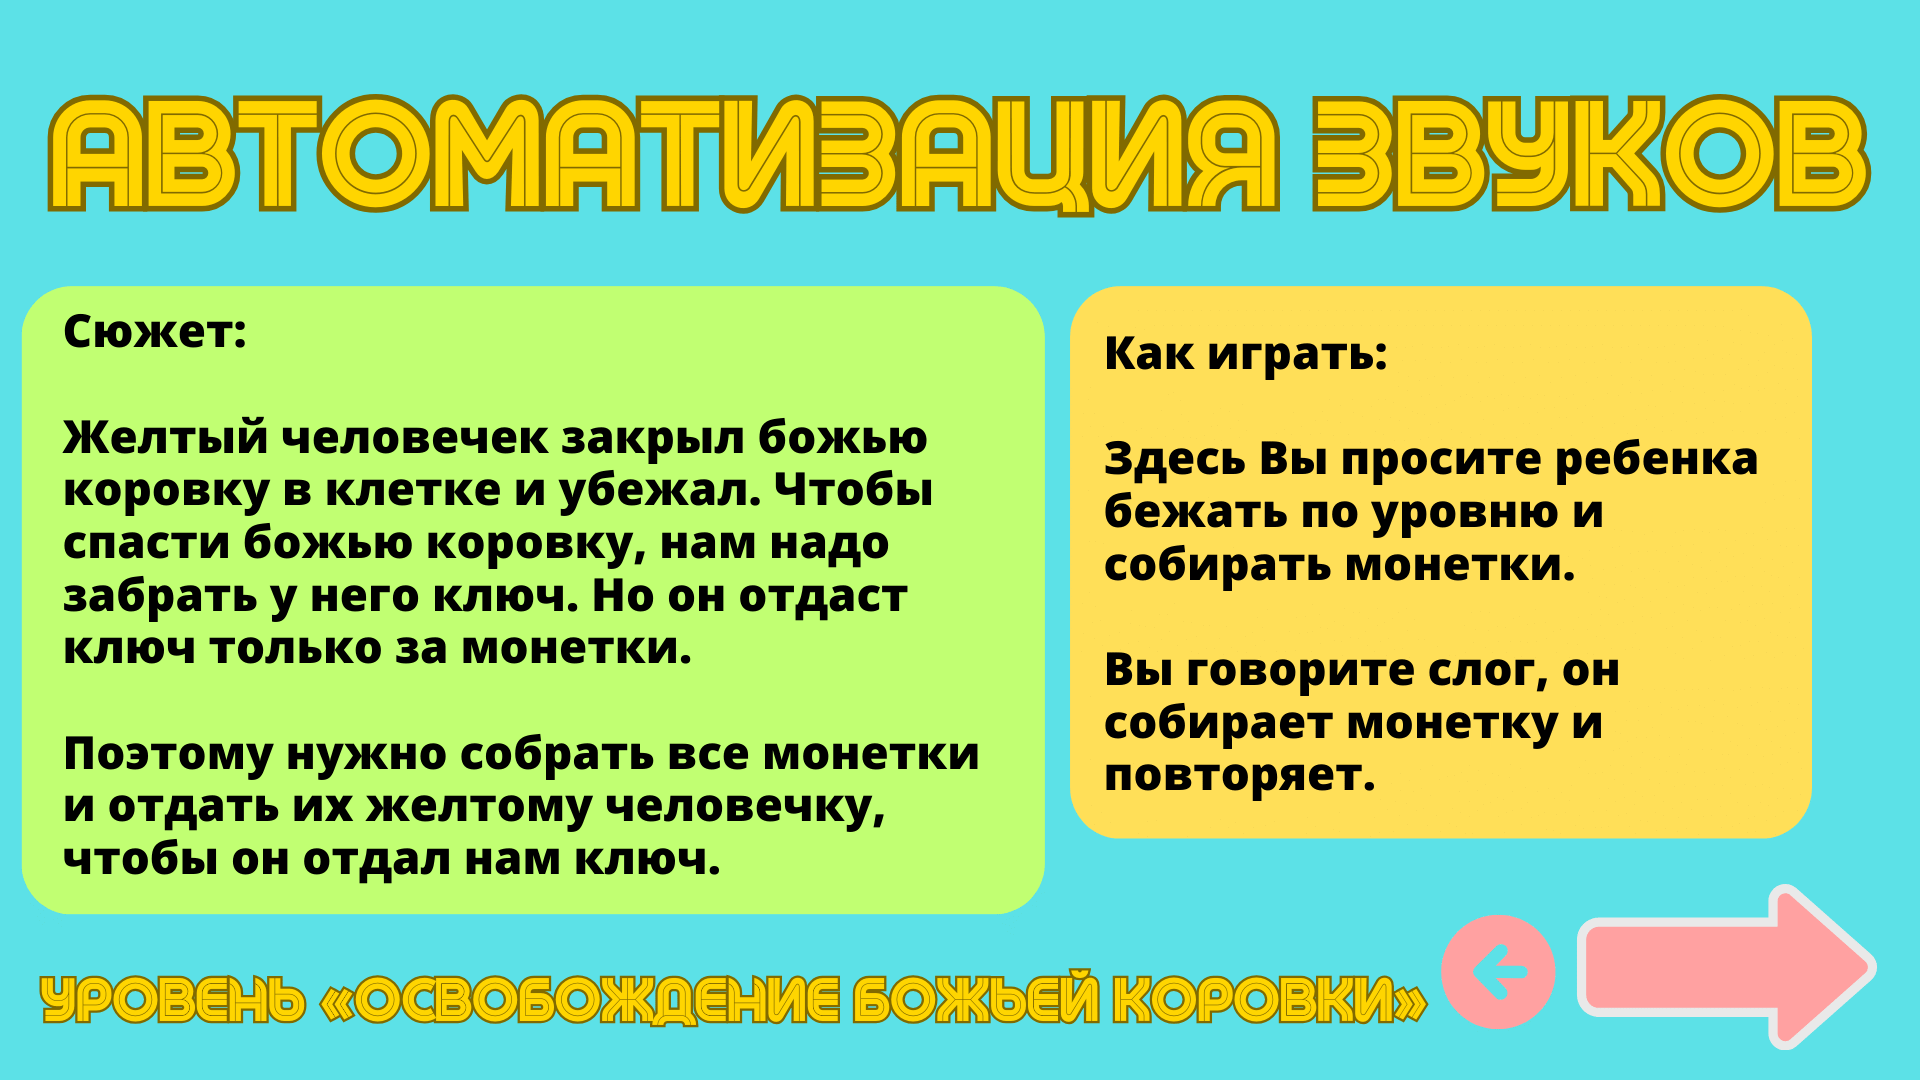 АВТОМАТИЗАЦИЯ ЗВУКОВ
Сюжет:
Желтый человечек закрыл божью
коровку в клетке и убежал. Чтобы
спасти божью коровку, нам надо
забрать у него ключ. Но он отдаст
ключ только за монетки.
Поэтому нужно собрать все монетки
и отдать их желтому человечку,
чтобы он отдал нам ключ.
Как играть:
Здесь Вы просите ребенка
бежать по уровню и
собирать монетки.
Вы говорите слог, он
собирает монетку и
повторяет.
УРОВЕНЬ «ОСВОБОЖДЕНИЕ БОЖЬЕЙ КОРОВКИ»